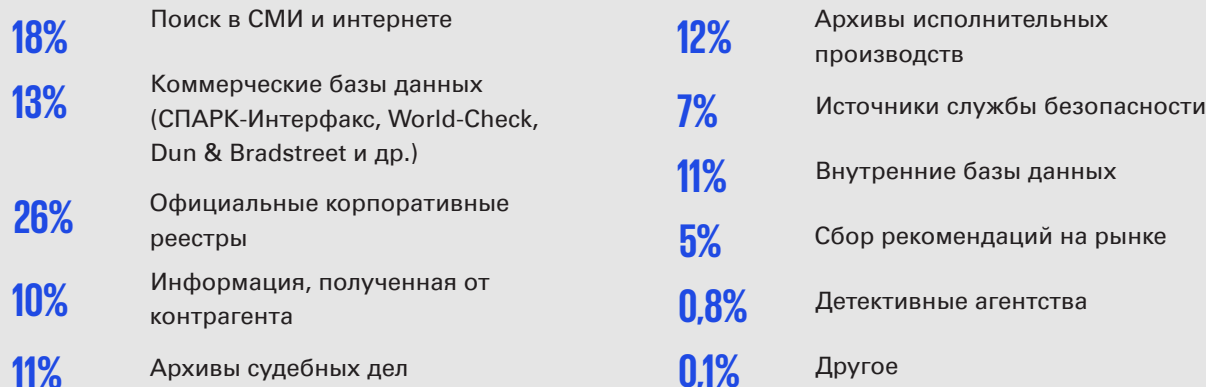 18%
Поиск в СМИ и интернете
13%
Коммерческие базы данных
(СПАРК-Интерфакс, World-Check,
Dun & Bradstreet и др.)
26%
Официальные корпоративные
реестры
10%
Информация, полученная от
контрагента
11%
Архивы судебных дел
12%
Архивы исполнительных
производств
7%
Источники службы безопасности
11%
Внутренние базы данных
5%
Сбор рекомендаций на рынке
0,8%
Детективные агентства
0,1%
Другое